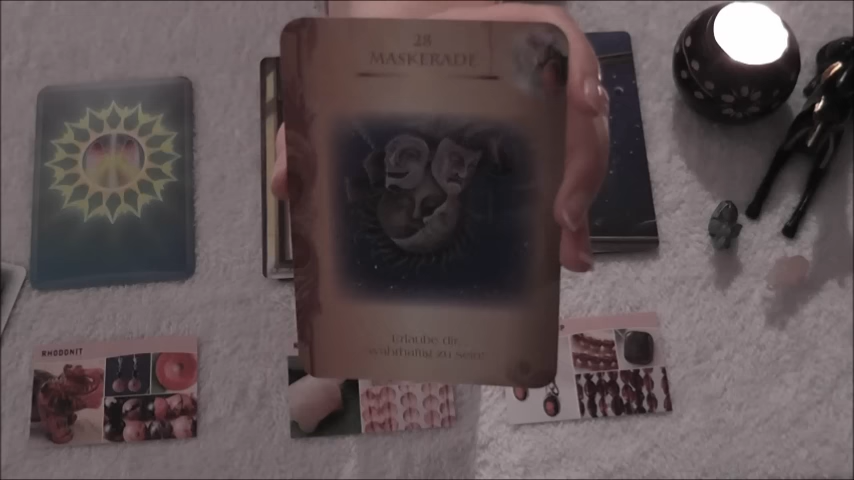 28
MASKERADE
Erlaube dir,
wahrhaftig zu sein!
RHODONIT